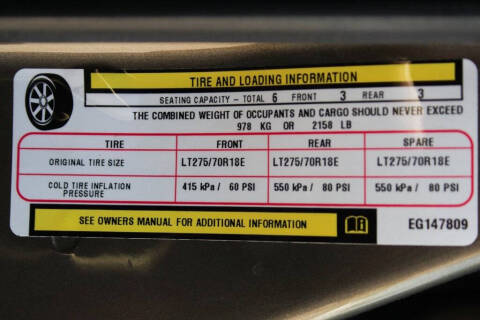 TIRE AND LOADING INFORMATION
SEATING CAPACITY – TOTAL 6 FRONT 3 REAR 3
THE COMBINED WEIGHT OF OCCUPANTS AND CARGO SHOULD NEVER EXCEED
978 KG OR 2158 LB
TIRE FRONT REAR SPARE
ORIGINAL TIRE SIZE LT275/70R18E LT275/70R18E LT275/70R18E
COLD TIRE INFLATION PRESSURE 415 kPa / 60 PSI 550 kPa / 80 PSI 550 kPa / 80 PSI
SEE OWNERS MANUAL FOR ADDITIONAL INFORMATION EG147809